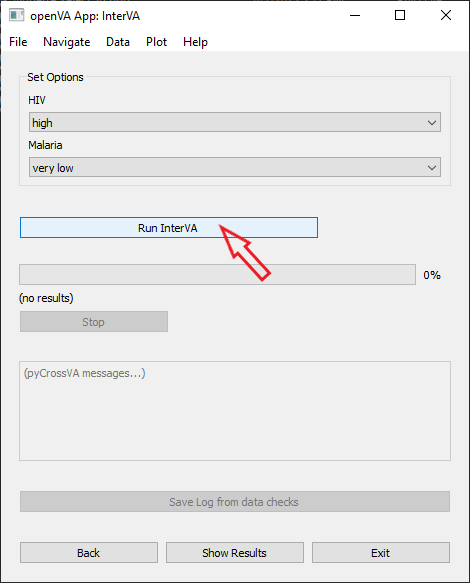 openVA App: InterVA
File Navigate Data Plot Help
Set Options
HIV
high
Malaria
very low
Run InterVA
0%
(no results)
Stop
(pyCrossVA messages...)
Save Log from data checks
Back Show Results Exit